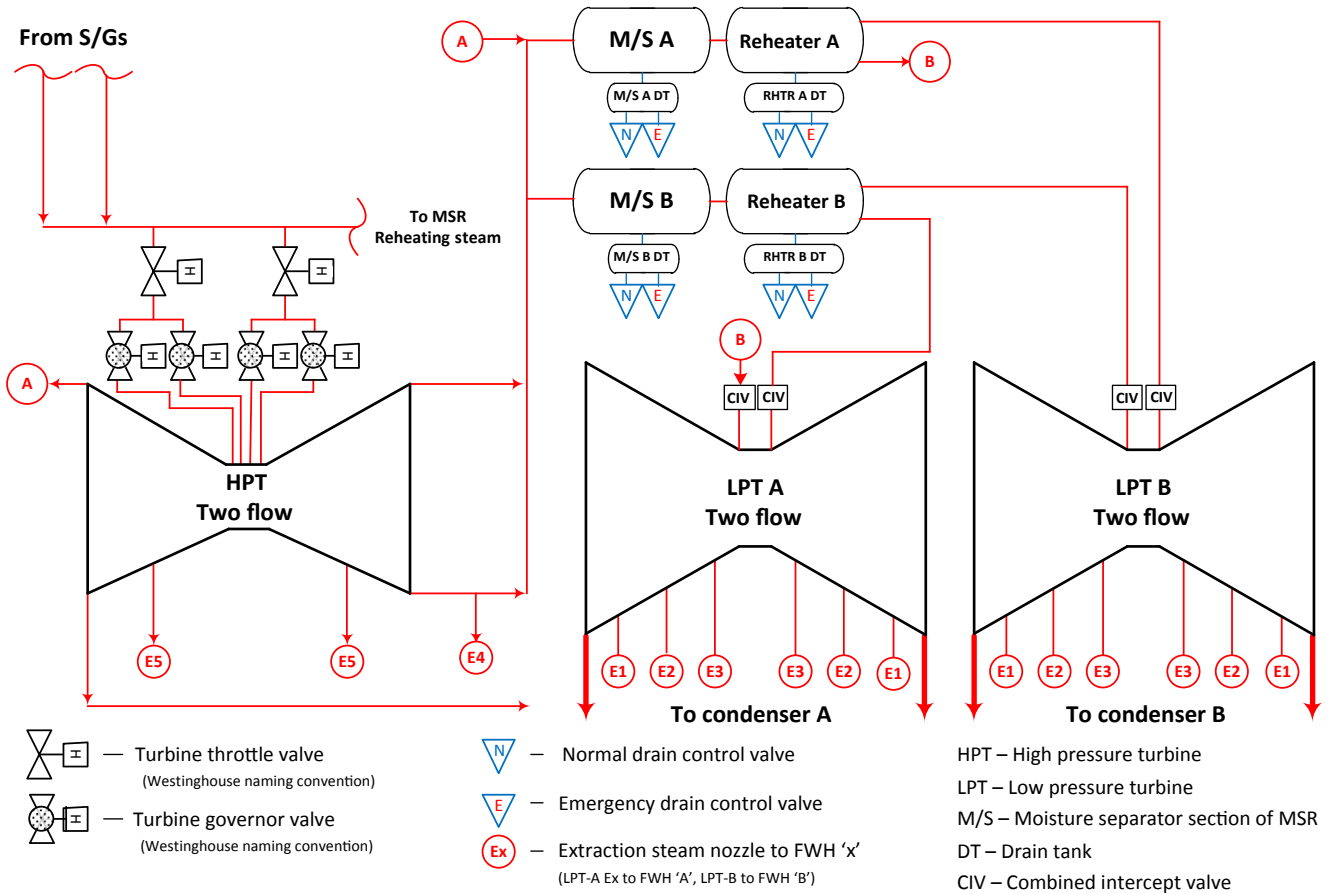 From S/Gs
A
M/S A
Reheater A
B
M/S A DT
RHTR A DT
N
E
N
E
M/S B
Reheater B
To MSR
Reheating steam
M/S B DT
RHTR B DT
N
E
N
E
H
H
H
H
H
H
A
B
CIV
CIV
CIV
CIV
HPT
Two flow
LPT A
Two flow
LPT B
Two flow
E5
E5
E4
E1
E2
E3
E3
E2
E1
E1
E2
E3
E3
E2
E1
To condenser A
To condenser B
H — Turbine throttle valve
(Westinghouse naming convention)
H — Turbine governor valve
(Westinghouse naming convention)
N – Normal drain control valve
E – Emergency drain control valve
Ex – Extraction steam nozzle to FWH ‘x’
(LPT-A Ex to FWH ‘A’, LPT-B to FWH ‘B’)
HPT – High pressure turbine
LPT – Low pressure turbine
M/S – Moisture separator section of MSR
DT – Drain tank
CIV – Combined intercept valve